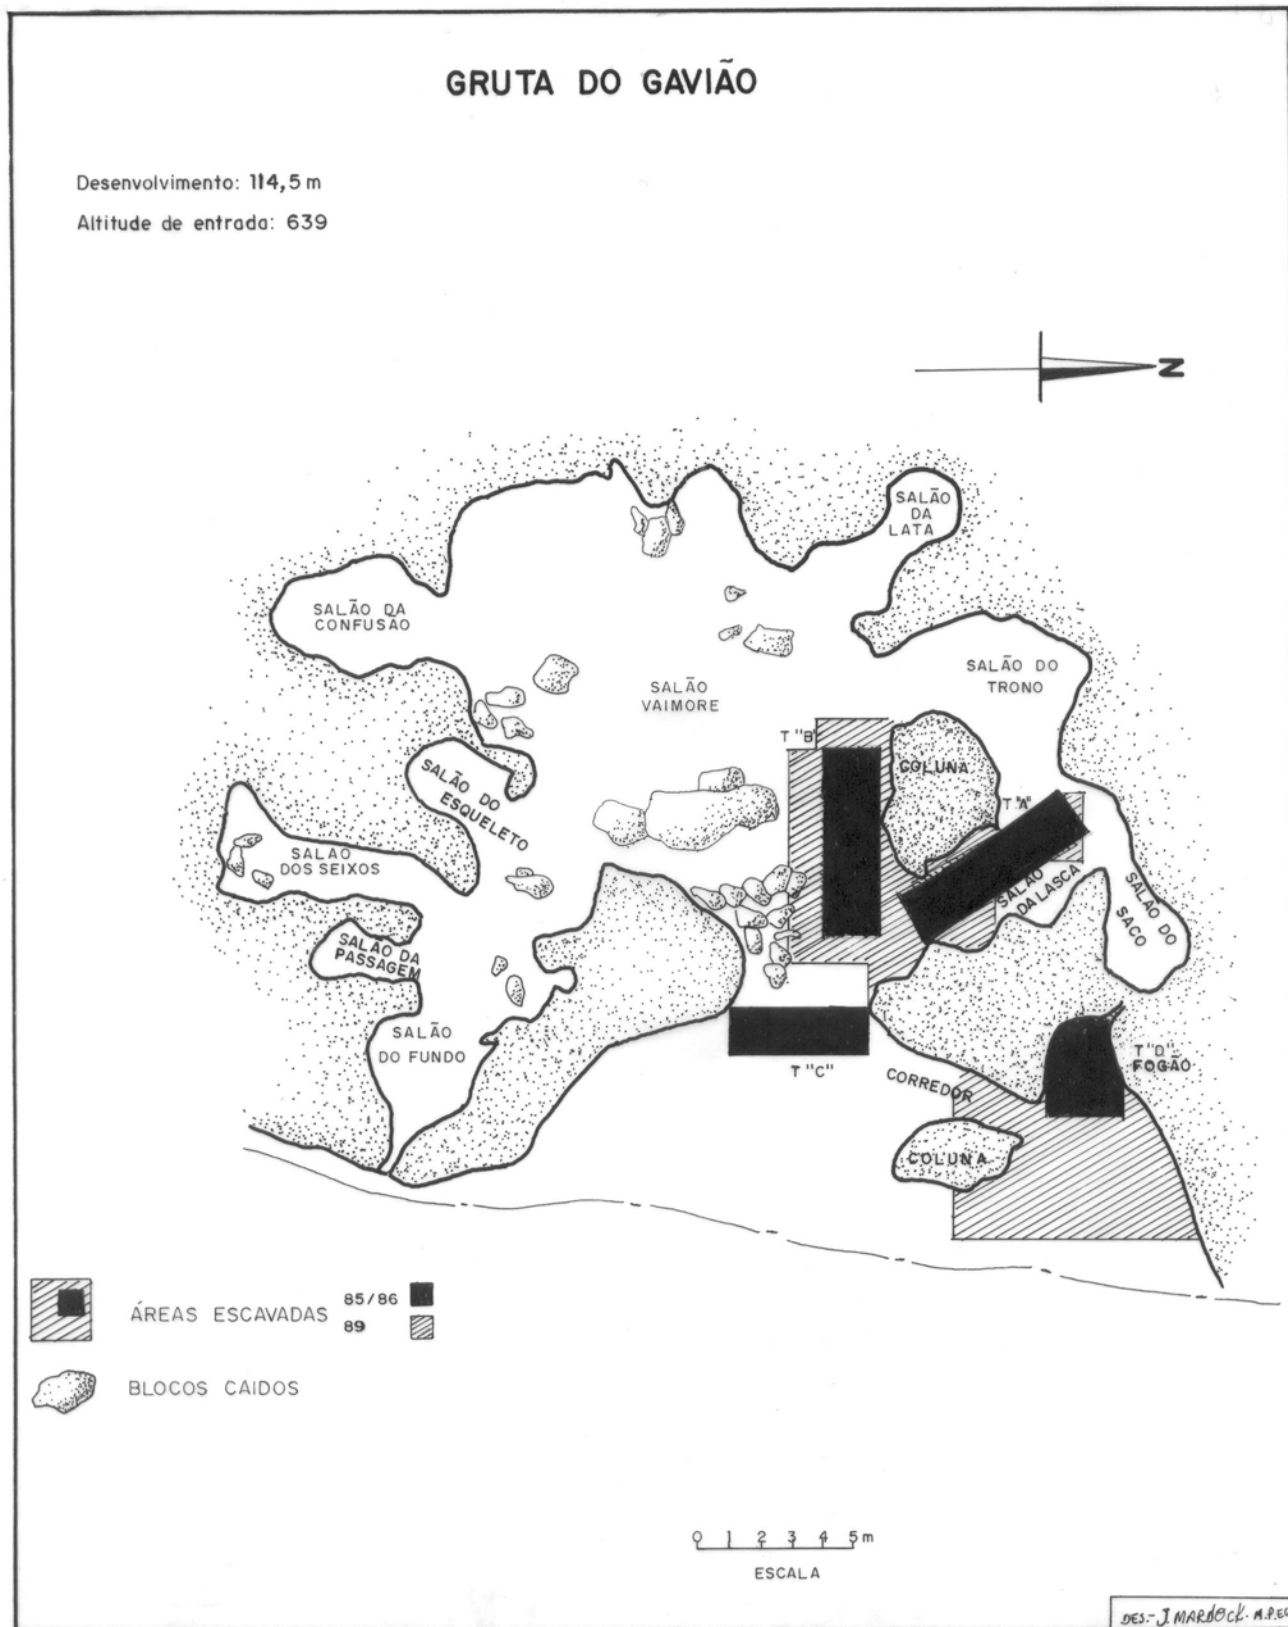 GRUTA DO GAVIÃO
Desenvolvimento: 114,5 m
Altitude de entrada: 639
N
SALÃO
DA
LATA
SALÃO DA
CONFUSÃO
SALÃO DO
TRONO
SALÃO
VAIMORE
T "B"
COLUNA
T "A"
SALÃO DO
ESQUELETO
SALÃO
DOS SEIXOS
SALÃO
DA LASCA
SALÃO DO
SACO
SALÃO DA
PASSAGEM
SALÃO
DO FUNDO
T "C"
CORREDOR
T "D"
FOGÃO
COLUNA
ÁREAS ESCAVADAS
85/86
89
BLOCOS CAIDOS
0 1 2 3 4 5 m
ESCALA
DES.- J. MARDOCK. M.P.EG